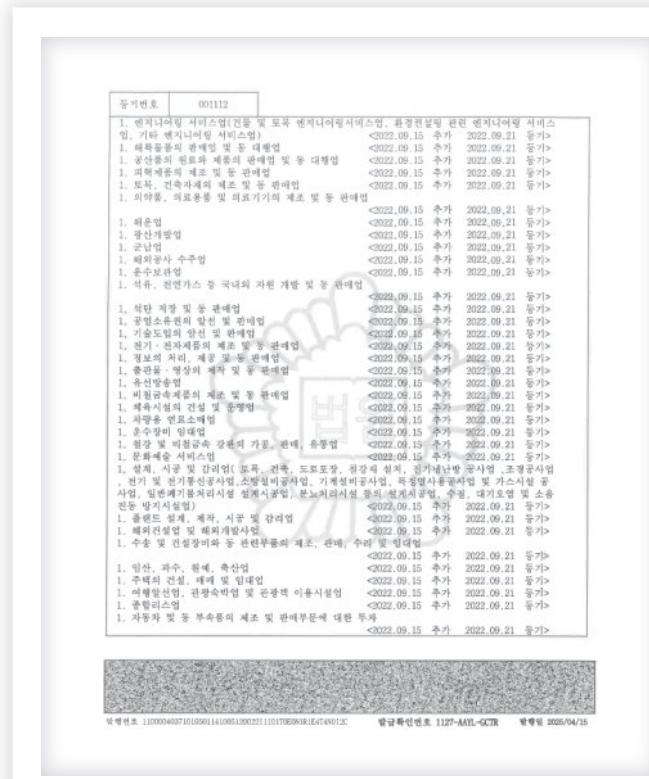 등기번호 001112
1. 엔지니어링 서비스업(건물 및 토목 엔지니어링서비스업, 환경컨설팅 관련 엔지니어링 서비스
업, 기타 엔지니어링 서비스업) <2022.09.15 추가 2022.09.21 등기>
1. 해특물품의 판매업 및 동 대행업 <2022.09.15 추가 2022.09.21 등기>
1. 공산품의 원료와 제품의 판매업 및 동 대행업 <2022.09.15 추가 2022.09.21 등기>
1. 피혁제품의 제조 및 동 판매업 <2022.09.15 추가 2022.09.21 등기>
1. 토목, 건축자재의 제조 및 동 판매업 <2022.09.15 추가 2022.09.21 등기>
1. 의약품, 의료용품 및 의료기기의 제조 및 동 판매업
<2022.09.15 추가 2022.09.21 등기>
1. 해운업 <2022.09.15 추가 2022.09.21 등기>
1. 광산개발업 <2022.09.15 추가 2022.09.21 등기>
1. 군납업 <2022.09.15 추가 2022.09.21 등기>
1. 해외공사 수주업 <2022.09.15 추가 2022.09.21 등기>
1. 운수보관업 <2022.09.15 추가 2022.09.21 등기>
1. 석유, 천연가스 등 국내외 자원 개발 및 동 판매업
<2022.09.15 추가 2022.09.21 등기>
1. 석탄 저장 및 동 판매업 <2022.09.15 추가 2022.09.21 등기>
1. 공업소유권의 알선 및 판매업 <2022.09.15 추가 2022.09.21 등기>
1. 기술도입의 알선 및 판매업 <2022.09.15 추가 2022.09.21 등기>
1. 전기·전자제품의 제조 및 동 판매업 <2022.09.15 추가 2022.09.21 등기>
1. 정보의 처리, 제공 및 동 판매업 <2022.09.15 추가 2022.09.21 등기>
1. 출판물·영상의 제작 및 동 판매업 <2022.09.15 추가 2022.09.21 등기>
1. 유선방송업 <2022.09.15 추가 2022.09.21 등기>
1. 비철금속제품의 제조 및 동 판매업 <2022.09.15 추가 2022.09.21 등기>
1. 체육시설의 건설 및 운영업 <2022.09.15 추가 2022.09.21 등기>
1. 차량용 연료소매업 <2022.09.15 추가 2022.09.21 등기>
1. 운수장비 임대업 <2022.09.15 추가 2022.09.21 등기>
1. 철강 및 비철금속 강판의 가공, 판매, 유통업 <2022.09.15 추가 2022.09.21 등기>
1. 문화예술 서비스업 <2022.09.15 추가 2022.09.21 등기>
1. 설계, 시공 및 감리업( 토목, 건축, 도로포장, 철강재 설치, 전기냉난방 공사업 ,조경공사업
, 전기 및 전기통신공사업,소방설비공사업, 기계설비공사업, 특정열사용공사업 및 가스시설 공
사업, 일반폐기물처리시설 설계시공업, 분뇨처리시설 등의 설계시공업, 수질, 대기오염 및 소음
진동 방지시설업) <2022.09.15 추가 2022.09.21 등기>
1. 플랜트 설계, 제작, 시공 및 감리업 <2022.09.15 추가 2022.09.21 등기>
1. 해외건설업 및 해외개발사업 <2022.09.15 추가 2022.09.21 등기>
1. 수송 및 건설장비와 동 관련부품의 제조, 판매, 수리 및 임대업
<2022.09.15 추가 2022.09.21 등기>
1. 임산, 파수, 원예, 축산업 <2022.09.15 추가 2022.09.21 등기>
1. 주택의 건설, 매매 및 임대업 <2022.09.15 추가 2022.09.21 등기>
1. 여행알선업, 관광숙박업 및 관광객 이용시설업 <2022.09.15 추가 2022.09.21 등기>
1. 종합리스업 <2022.09.15 추가 2022.09.21 등기>
1. 자동차 및 동 부속품의 제조 및 판매부문에 대한 투자
<2022.09.15 추가 2022.09.21 등기>
법원
발행번호 발급확인번호 1127-AAYL-GCTR 발행일 2025/04/15